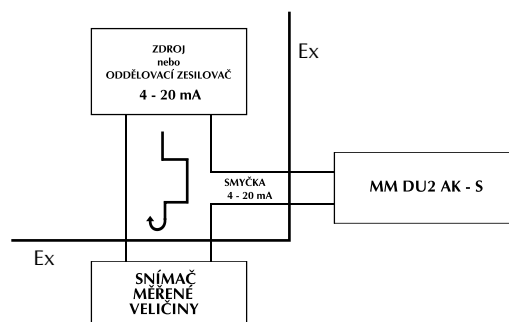 ZDROJ
nebo
ODDĚLOVACÍ ZESILOVAČ
4 - 20 mA
Ex
SMYČKA
4 - 20 mA
MM DU2 AK - S
Ex
SNÍMAČ
MĚŘENÉ
VELIČINY